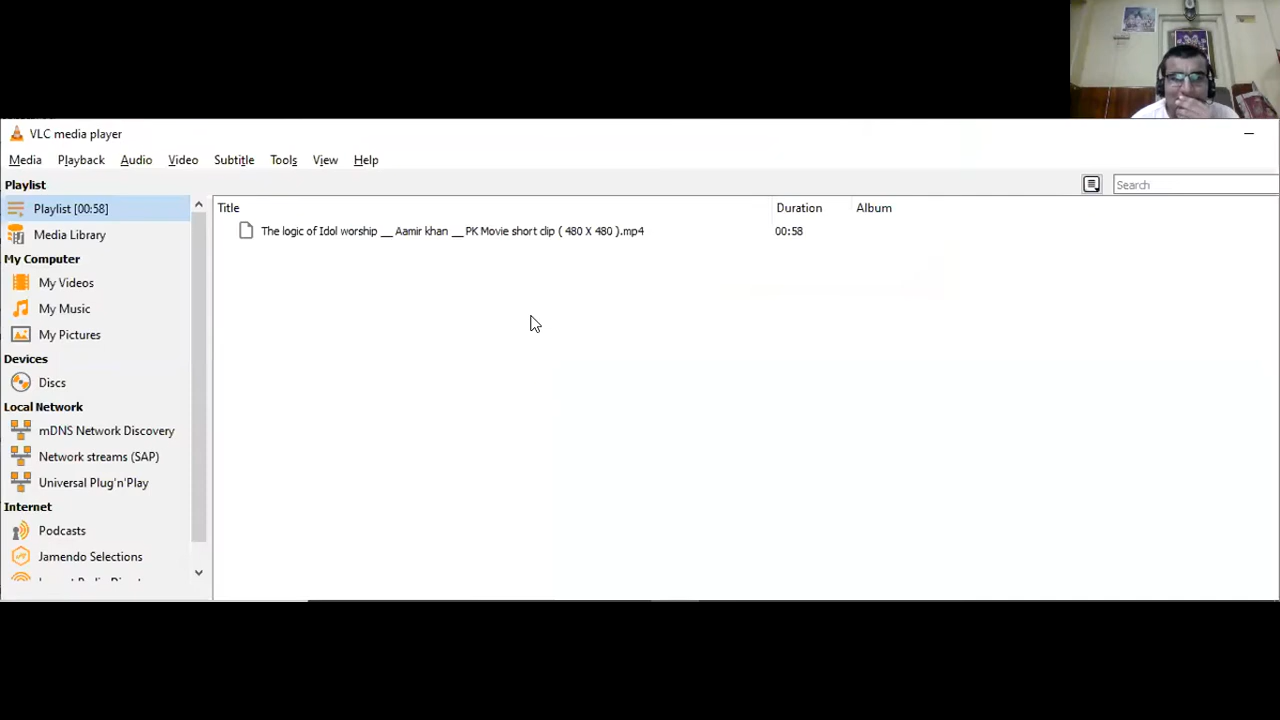 VLC media player
Media Playback Audio Video Subtitle Tools View Help
Playlist
Search
Playlist [00:58]
Media Library
My Computer
My Videos
My Music
My Pictures
Devices
Discs
Local Network
mDNS Network Discovery
Network streams (SAP)
Universal Plug'n'Play
Internet
Podcasts
Jamendo Selections
Title Duration Album
The logic of Idol worship __ Aamir khan __ PK Movie short clip ( 480 X 480 ).mp4 00:58